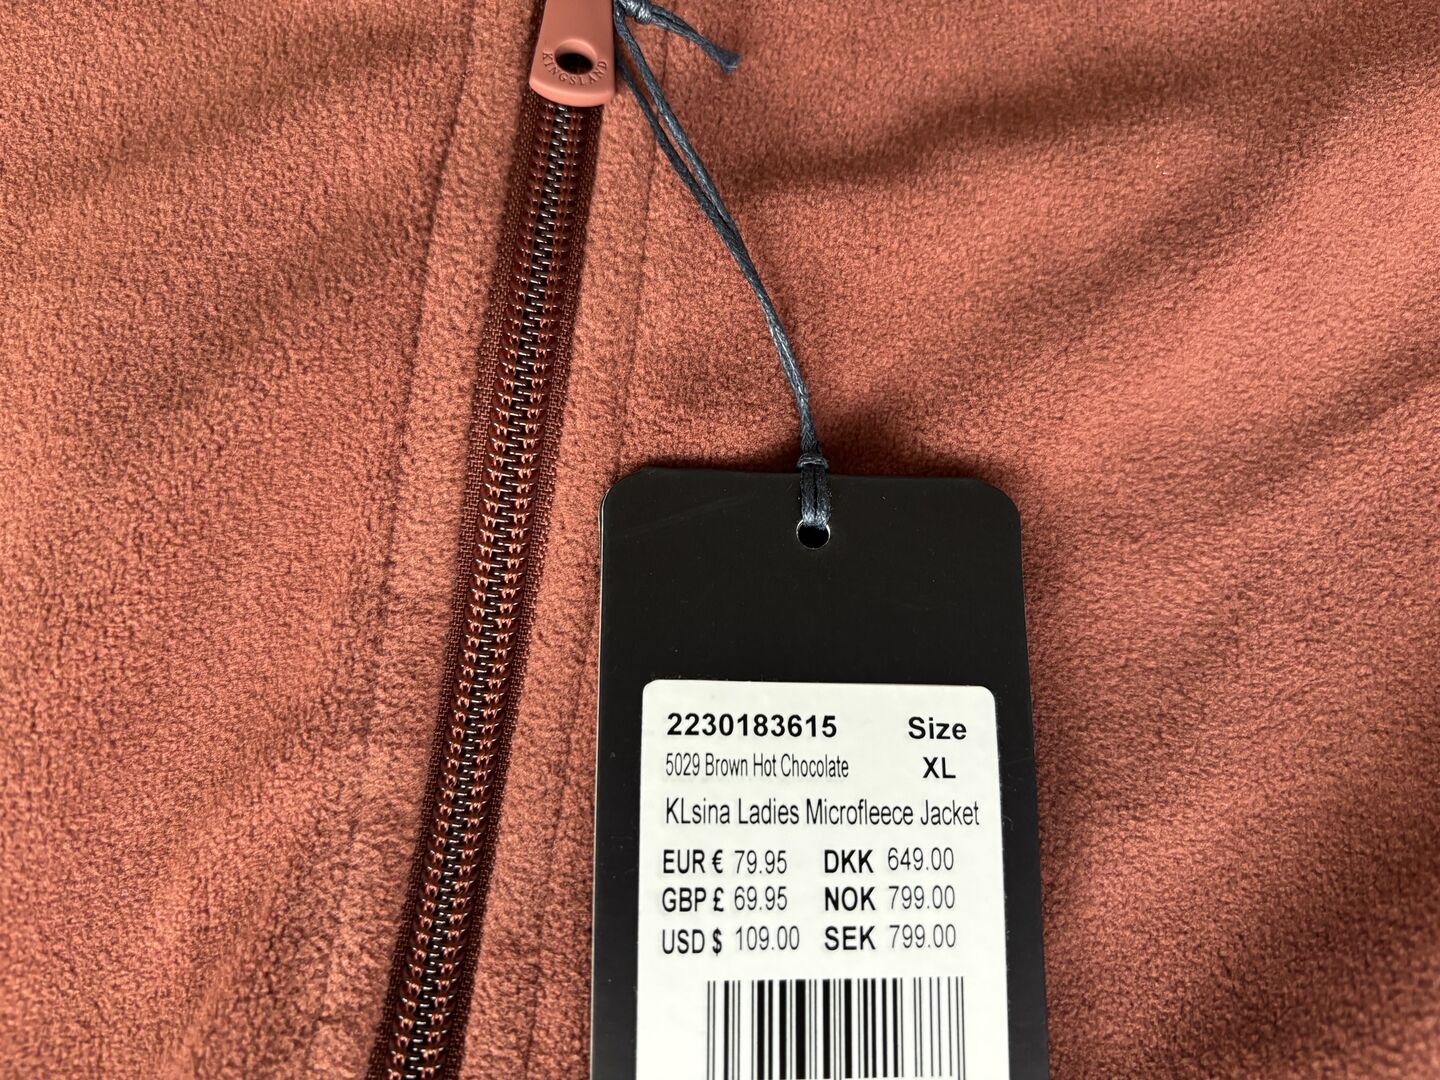 KINGSLAND
2230183615 Size
5029 Brown Hot Chocolate XL
KLsina Ladies Microfleece Jacket
EUR € 79.95 DKK 649.00
GBP £ 69.95 NOK 799.00
USD $ 109.00 SEK 799.00